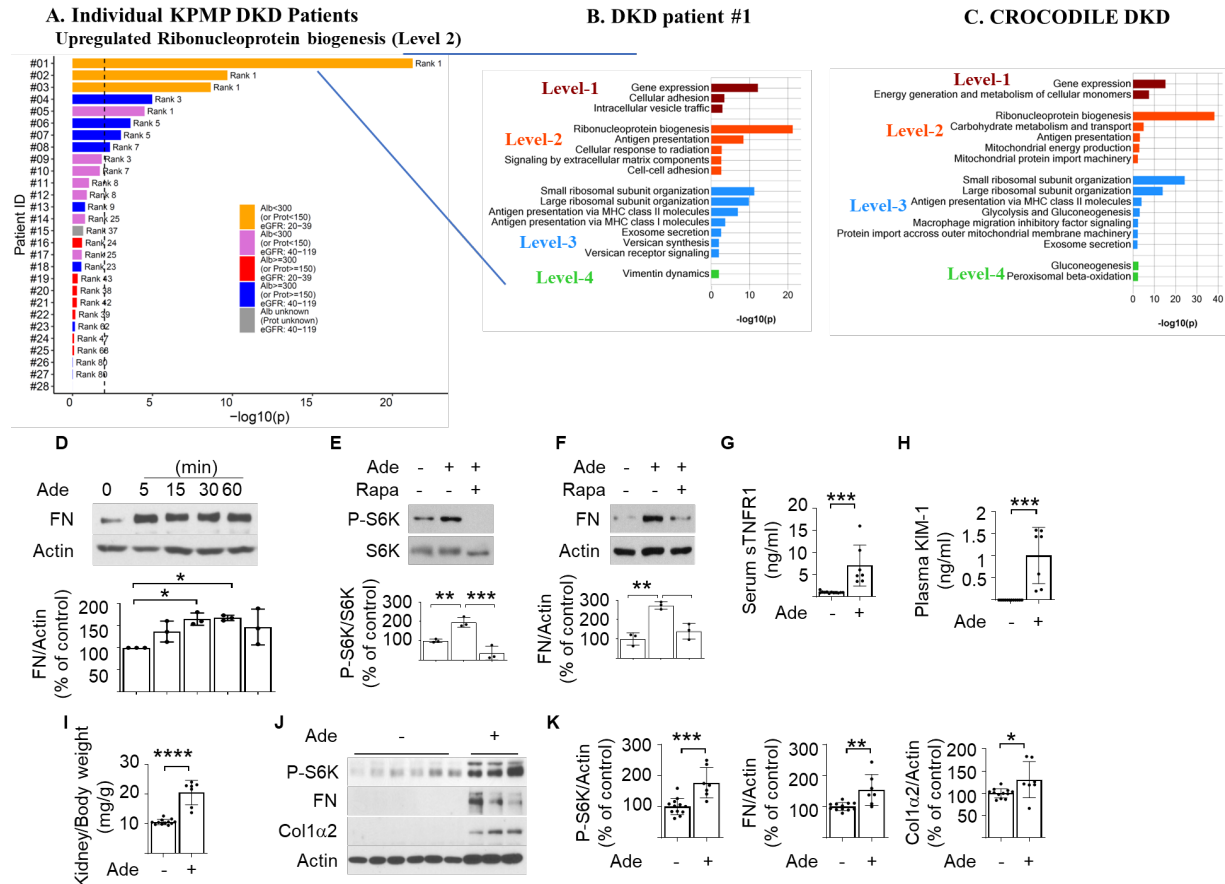 A. Individual KPMP DKD Patients
Upregulated Ribonucleoprotein biogenesis (Level 2)
Patient ID
#01 Rank 1
#02 Rank 1
#03 Rank 1
#04 Rank 3
#05 Rank 1
#06 Rank 5
#07 Rank 5
#08 Rank 7
#09 Rank 3
#10 Rank 7
#11 Rank 8
#12 Rank 8
#13 Rank 9
#14 Rank 25
#15 Rank 37
#16 Rank 24
#17 Rank 25
#18 Rank 23
#19 Rank 43
#20 Rank 38
#21 Rank 42
#22 Rank 39
#23 Rank 62
#24 Rank 47
#25 Rank 68
#26 Rank 80
#27 Rank 80
#28
0 5 10 15 20
−log10(p)
Alb<300
(or Prot<150)
eGFR: 20−39
Alb<300
(or Prot<150)
eGFR: 40−119
Alb>=300
(or Prot>=150)
eGFR: 20−39
Alb>=300
(or Prot>=150)
eGFR: 40−119
Alb unknown
(Prot unknown)
eGFR: 40−119
B. DKD patient #1
Level-1
Gene expression
Cellular adhesion
Intracellular vesicle traffic
Level-2
Ribonucleoprotein biogenesis
Antigen presentation
Cellular response to radiation
Signaling by extracellular matrix components
Cell-cell adhesion
Small ribosomal subunit organization
Large ribosomal subunit organization
Antigen presentation via MHC class II molecules
Antigen presentation via MHC class I molecules
Exosome secretion
Level-3
Versican synthesis
Versican receptor signaling
Level-4
Vimentin dynamics
0 10 20
-log10(p)
C. CROCODILE DKD
Level-1
Gene expression
Energy generation and metabolism of cellular monomers
Level-2
Ribonucleoprotein biogenesis
Carbohydrate metabolism and transport
Antigen presentation
Mitochondrial energy production
Mitochondrial protein import machinery
Small ribosomal subunit organization
Large ribosomal subunit organization
Level-3
Antigen presentation via MHC class II molecules
Glycolysis and Gluconeogenesis
Macrophage migration inhibitory factor signaling
Protein import accross outer mitochondrial membrane machinery
Exosome secretion
Level-4
Gluconeogenesis
Peroxisomal beta-oxidation
0 10 20 30 40
-log10(p)
D
(min)
Ade 0 5 15 30 60
FN
Actin
* *
FN/Actin
(% of control)
200
150
100
50
E
Ade - + +
Rapa - +
P-S6K
S6K
** ***
P-S6K/S6K
(% of control)
300
200
100
F
Ade - + +
Rapa - +
FN
Actin
**
FN/Actin
(% of control)
300
200
100
G
***
Serum sTNFR1
(ng/ml)
20
15
10
5
0
Ade - +
H
***
Plasma KIM-1
(ng/ml)
2
1.5
1
0.5
Ade - +
I
****
Kidney/Body weight
(mg/g)
30
20
10
Ade - +
J
Ade - +
P-S6K
FN
Col1α2
Actin
K
***
P-S6K/Actin
(% of control)
300
200
100
0
Ade - +
**
FN/Actin
(% of control)
300
200
100
0
Ade - +
*
Col1α2/Actin
(% of control)
200
150
100
50
0
Ade - +